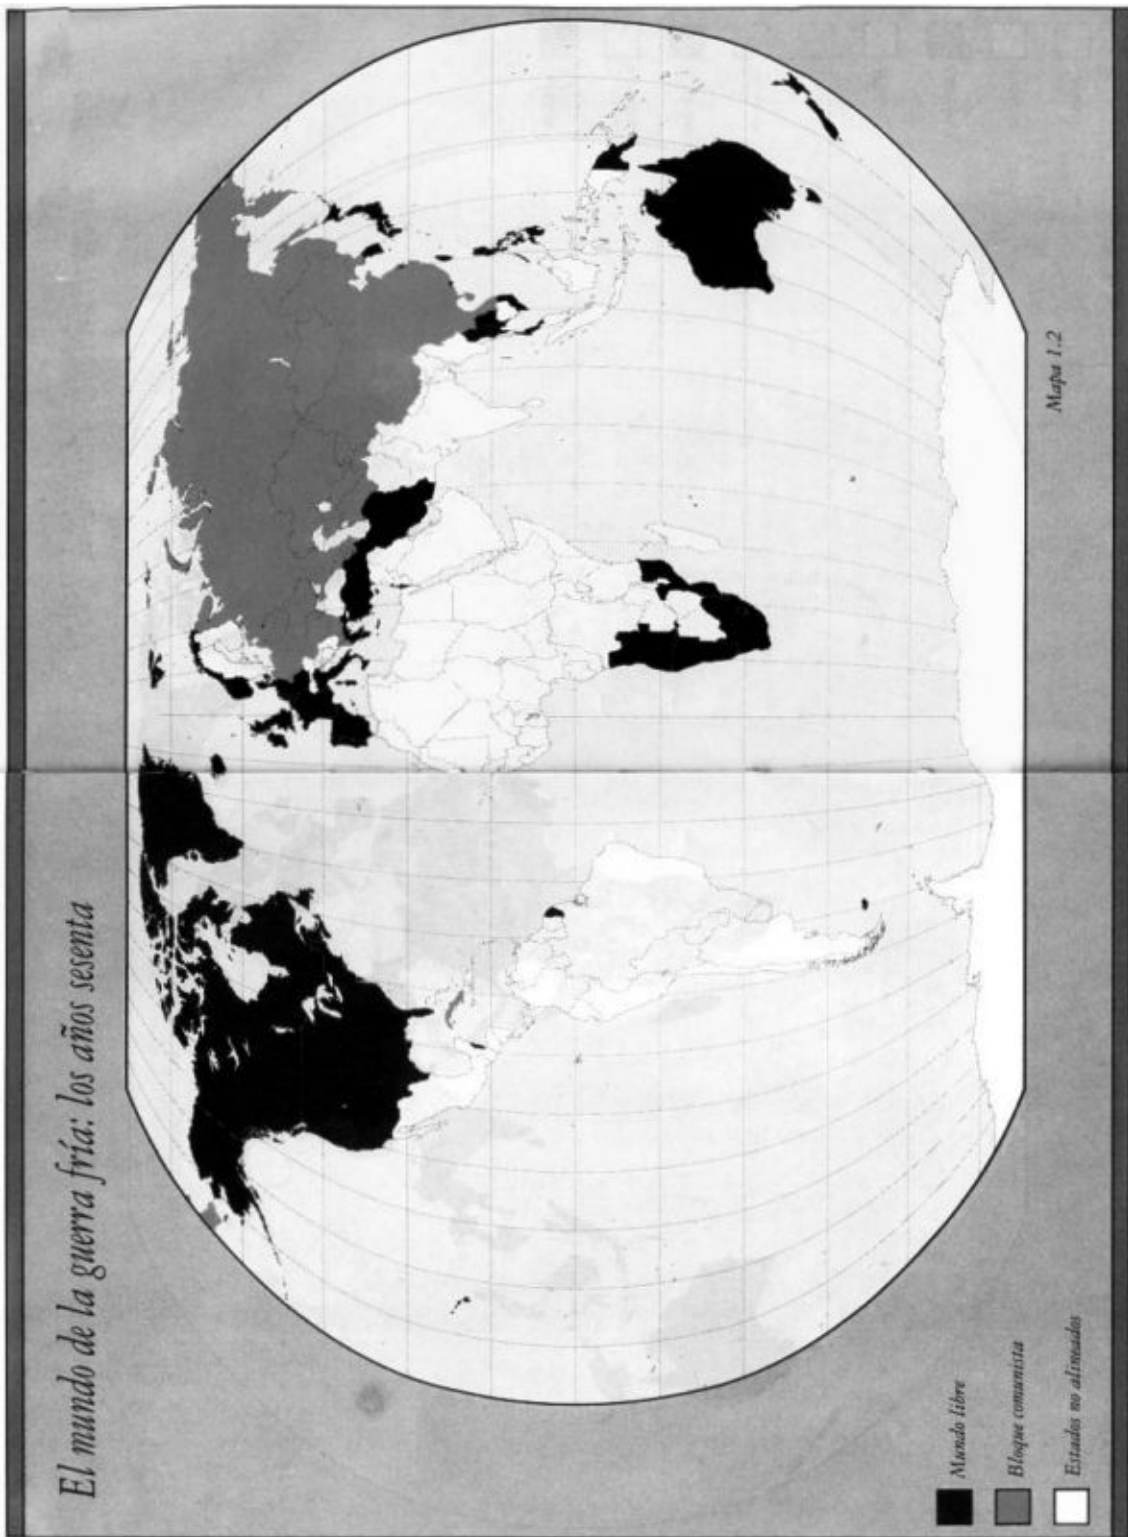 El mundo de la guerra fría: los años sesenta
Mundo libre
Bloque comunista
Estados no alineados
Mapa 1.2